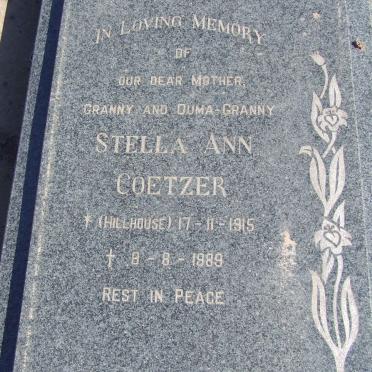 IN LOVING MEMORY
OF
OUR DEAR MOTHER,
GRANNY AND OUMA-GRANNY
STELLA ANN
COETZER
* (HILLHOUSE) 17-11-1915
† 8-8-1989
REST IN PEACE